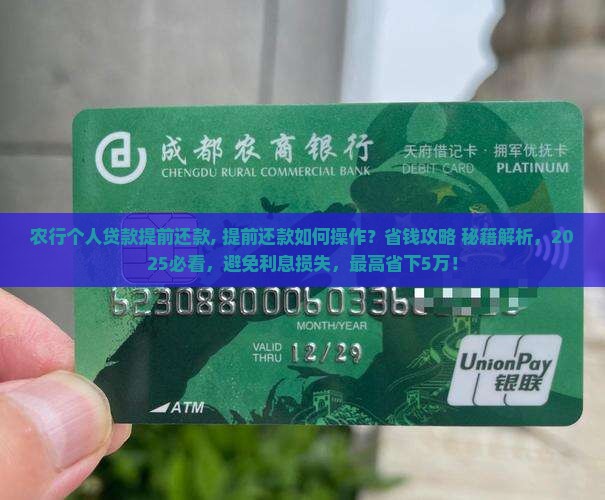 成都农商银行
CHENGDU RURAL COMMERCIAL BANK
天府借记卡·拥军优抚卡
DEBIT CARD PLATINUM
农行个人贷款提前还款, 提前还款如何操作？省钱攻略 秘籍解析，20
25必看，避免利息损失，最高省下5万！
6230880006033
MONTH/YEAR
VALID
THRU 12/29
ATM
UnionPay
银联